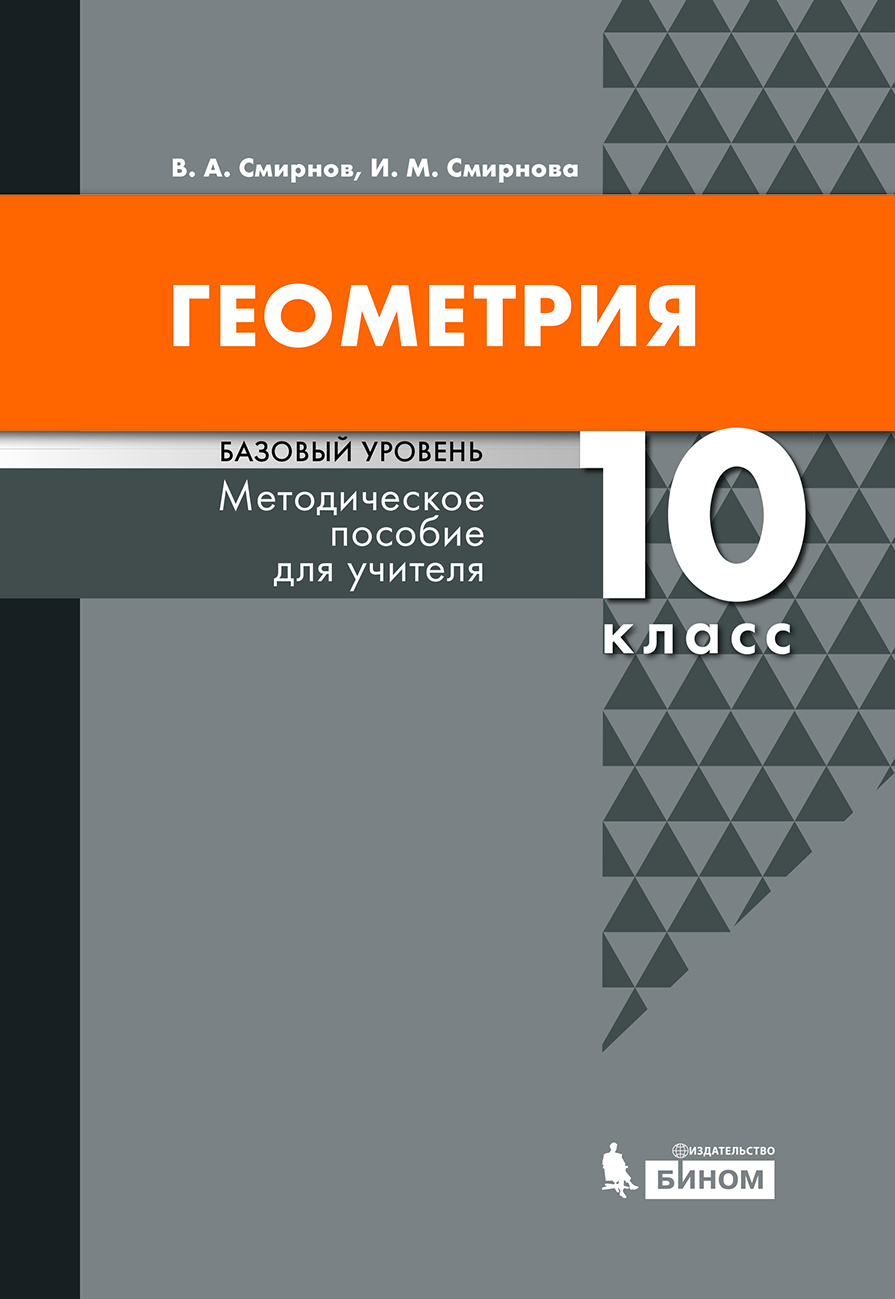 В. А. Смирнов, И. М. Смирнова
ГЕОМЕТРИЯ
БАЗОВЫЙ УРОВЕНЬ
Методическое
пособие
для учителя
10
класс
ИЗДАТЕЛЬСТВО
БИНОМ